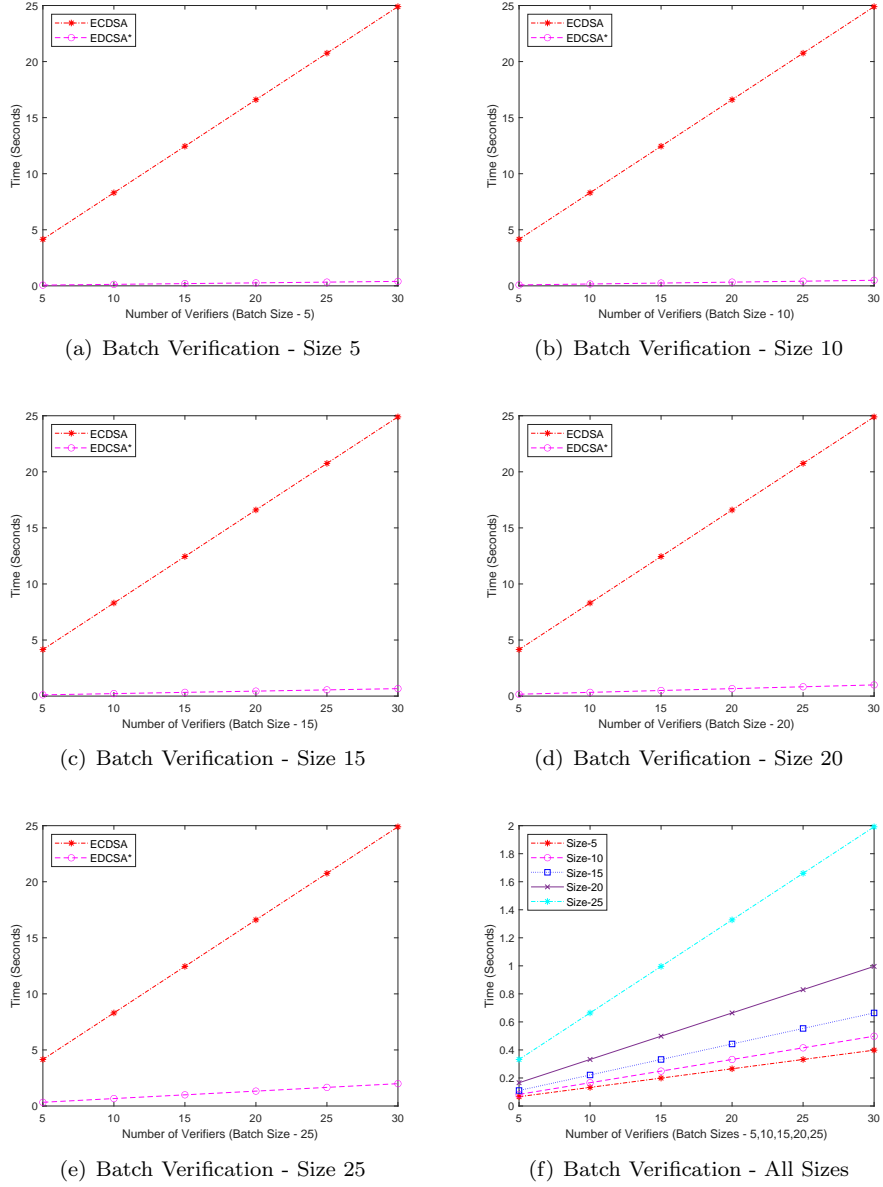 25
20
15
10
5
0
Time (Seconds)
ECDSA
EDCSA*
5 10 15 20 25 30
Number of Verifiers (Batch Size - 5)
(a) Batch Verification - Size 5
25
20
15
10
5
0
Time (Seconds)
ECDSA
EDCSA*
5 10 15 20 25 30
Number of Verifiers (Batch Size - 10)
(b) Batch Verification - Size 10
25
20
15
10
5
0
Time (Seconds)
ECDSA
EDCSA*
5 10 15 20 25 30
Number of Verifiers (Batch Size - 15)
(c) Batch Verification - Size 15
25
20
15
10
5
0
Time (Seconds)
ECDSA
EDCSA*
5 10 15 20 25 30
Number of Verifiers (Batch Size - 20)
(d) Batch Verification - Size 20
25
20
15
10
5
0
Time (Seconds)
ECDSA
EDCSA*
5 10 15 20 25 30
Number of Verifiers (Batch Size - 25)
(e) Batch Verification - Size 25
2
1.8
1.6
1.4
1.2
1
0.8
0.6
0.4
0.2
0
Time (Seconds)
Size-5
Size-10
Size-15
Size-20
Size-25
5 10 15 20 25 30
Number of Verifiers (Batch Sizes - 5,10,15,20,25)
(f) Batch Verification - All Sizes